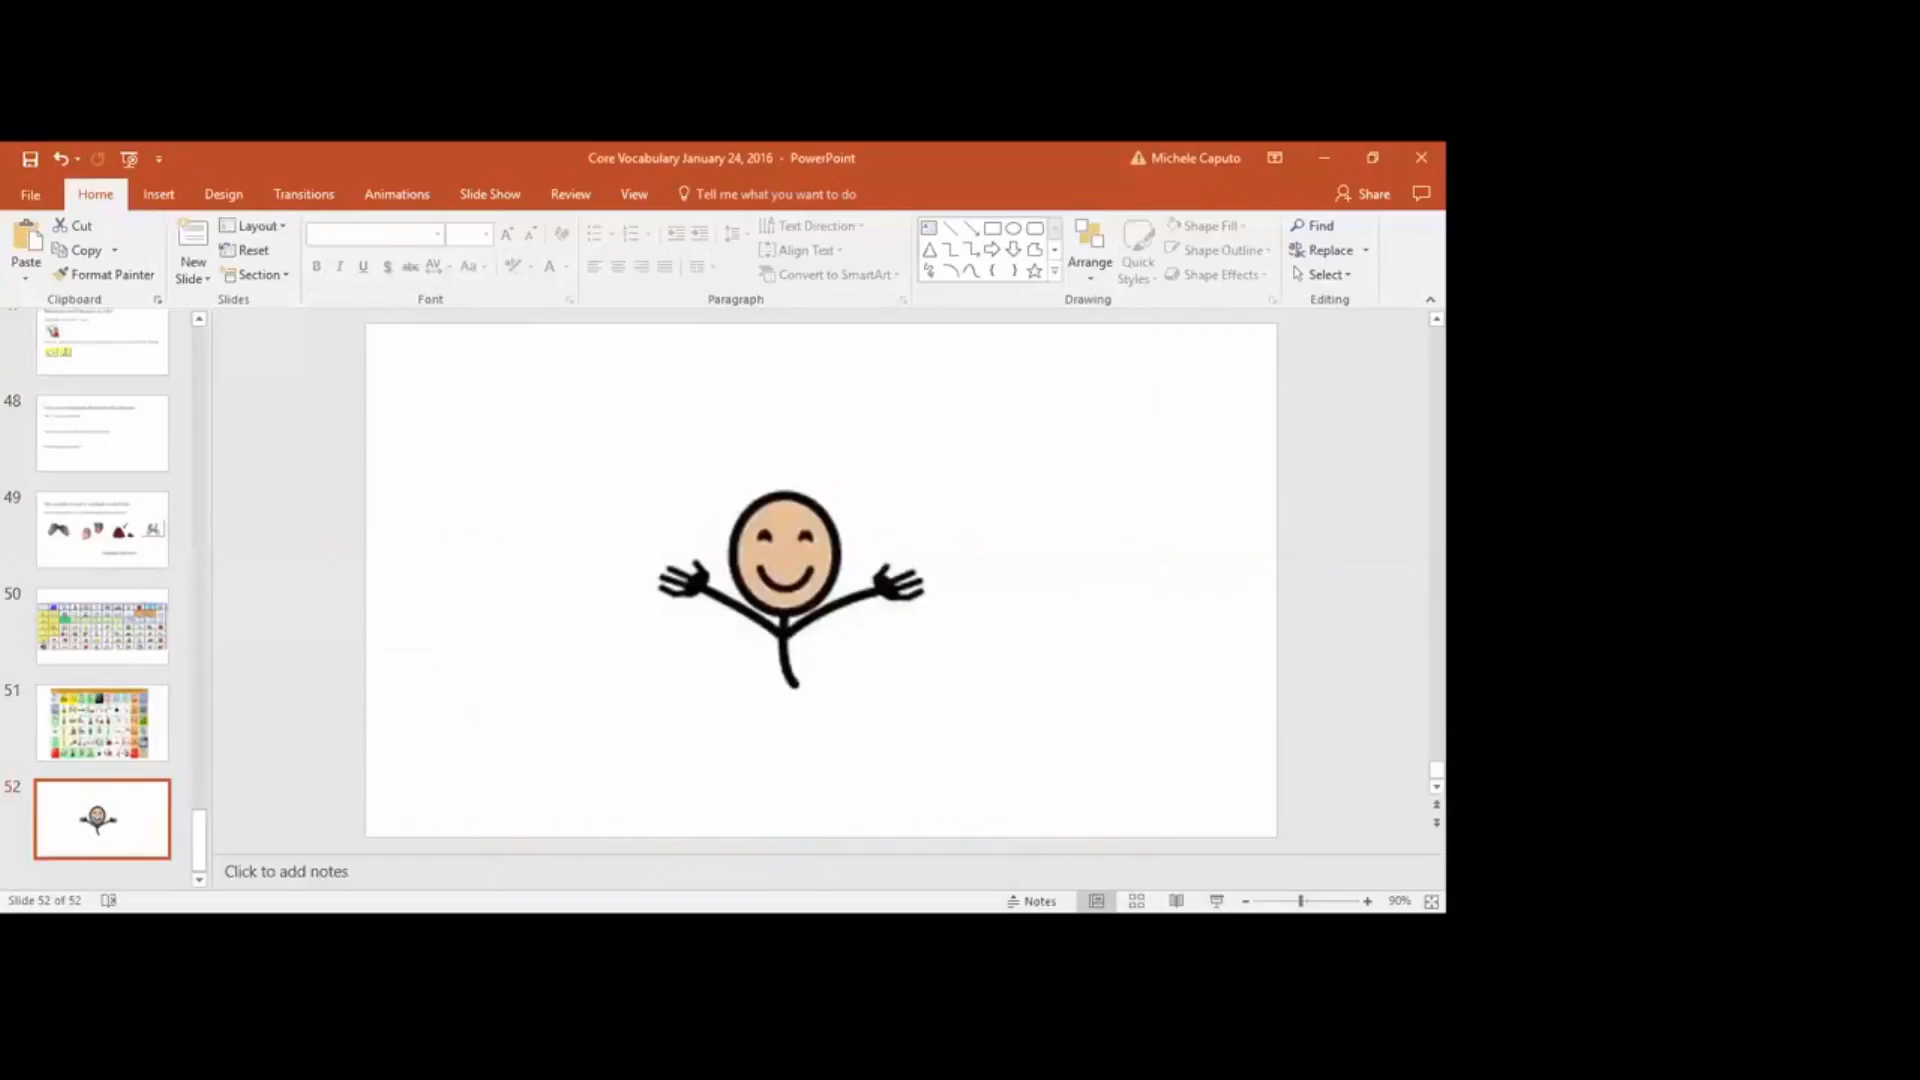 Core Vocabulary January 24, 2016 - PowerPoint
Michele Caputo
File Home Insert Design Transitions Animations Slide Show Review View Tell me what you want to do Share
Paste
Cut
Copy
Format Painter
Clipboard
New
Slide
Layout
Reset
Section
Slides
B I U S abc AV Aa A
Font
Text Direction
Align Text
Convert to SmartArt
Paragraph
Arrange
Quick
Styles
Shape Fill
Shape Outline
Shape Effects
Drawing
Find
Replace
Select
Editing
48
49
50
51
52
Click to add notes
Slide 52 of 52
Notes
90%